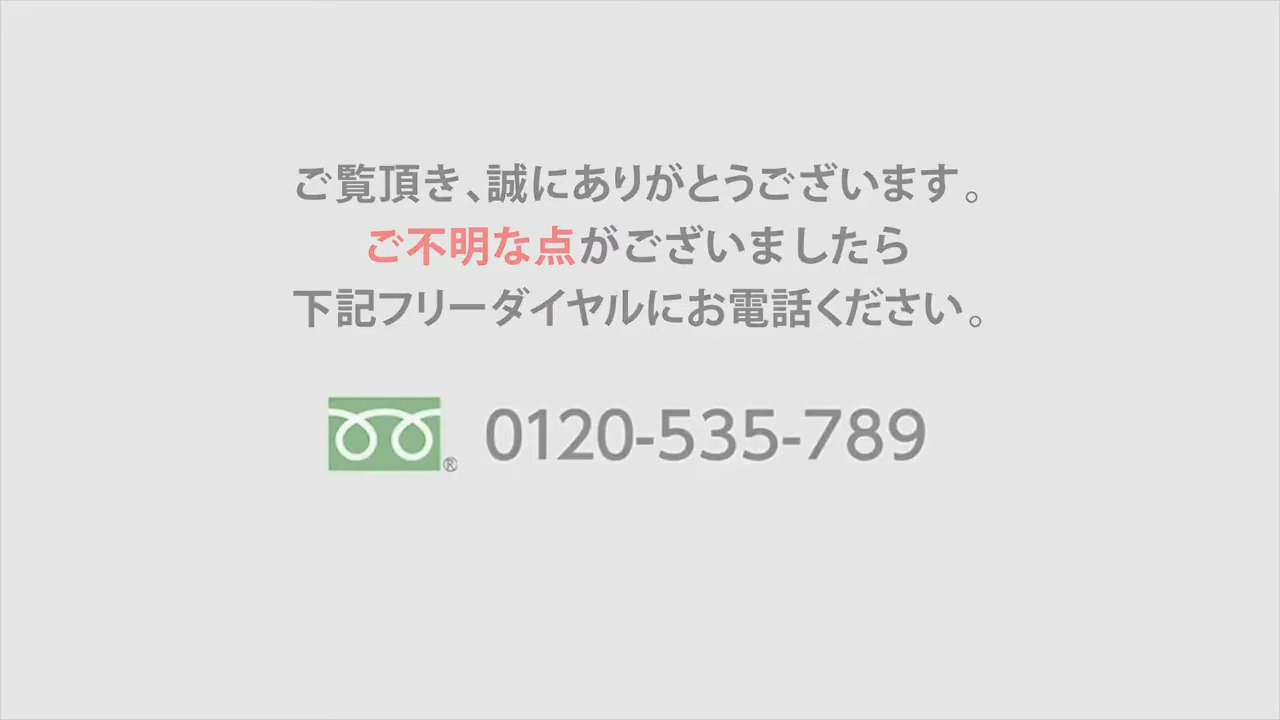 ご覧頂き、誠にありがとうございます。
ご不明な点がございましたら
下記フリーダイヤルにお電話ください。
® 0120-535-789